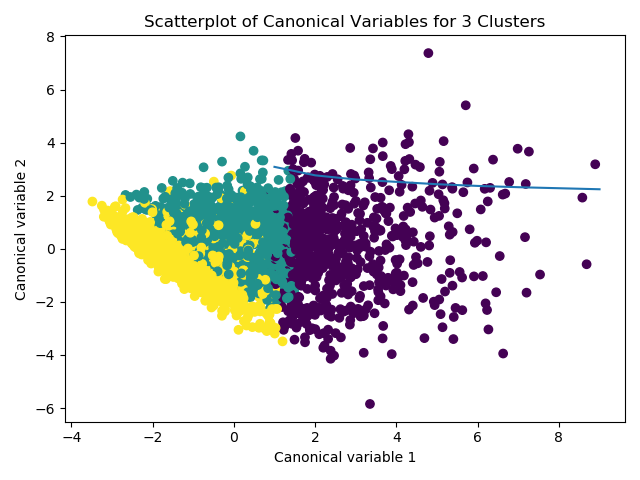 Scatterplot of Canonical Variables for 3 Clusters
8
6
4
2
0
−2
−4
−6
Canonical variable 2
−4 −2 0 2 4 6 8
Canonical variable 1